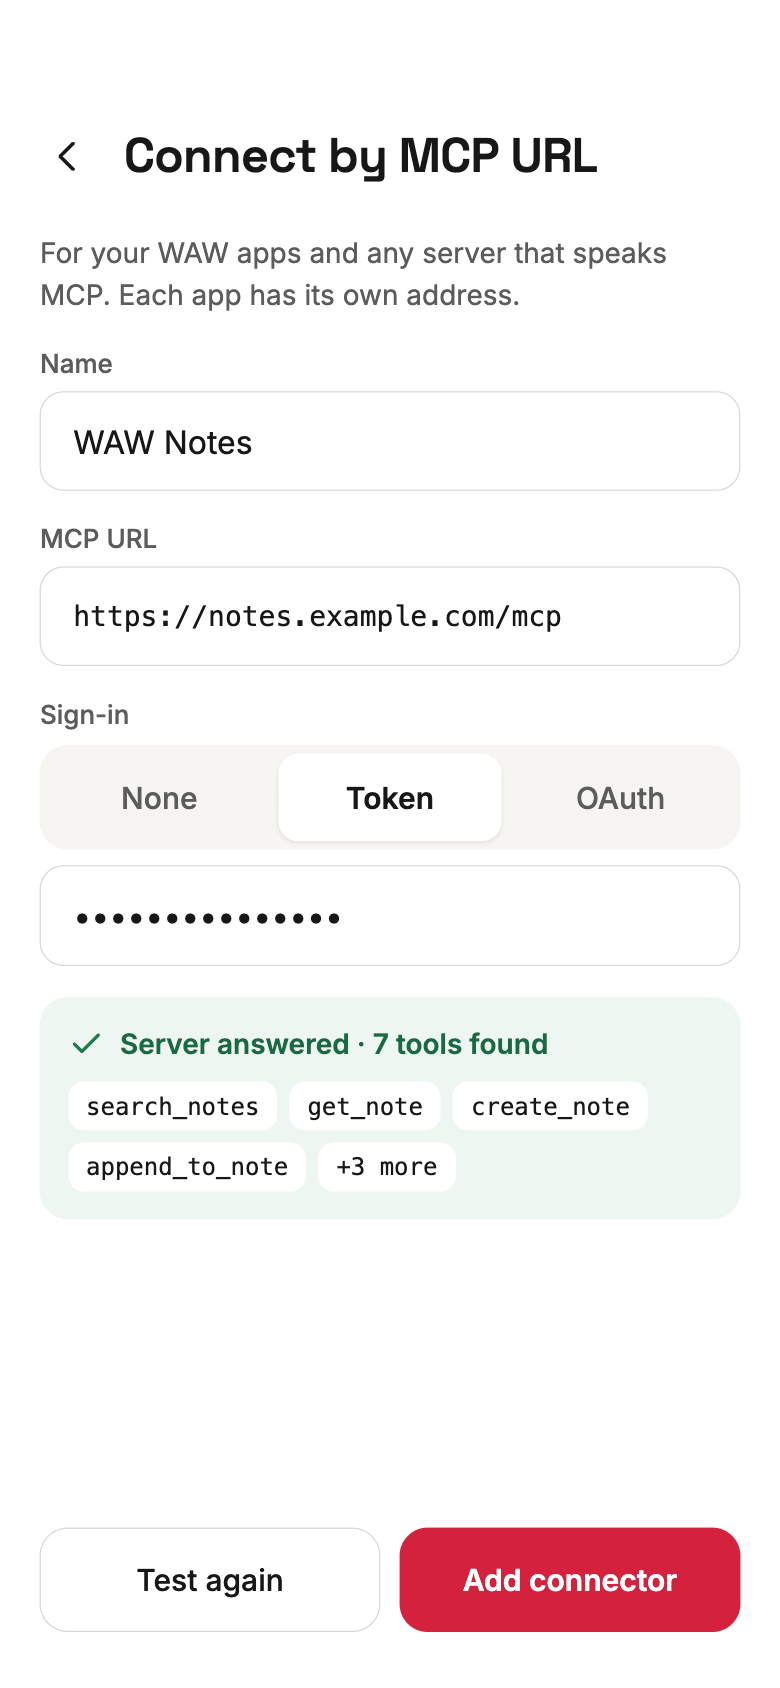 Connect by MCP URL
For your WAW apps and any server that speaks
MCP. Each app has its own address.
Name
WAW Notes
MCP URL
https://notes.example.com/mcp
Sign-in
None Token OAuth
•••••••••••••••
Server answered · 7 tools found
search_notes get_note create_note
append_to_note +3 more
Test again Add connector